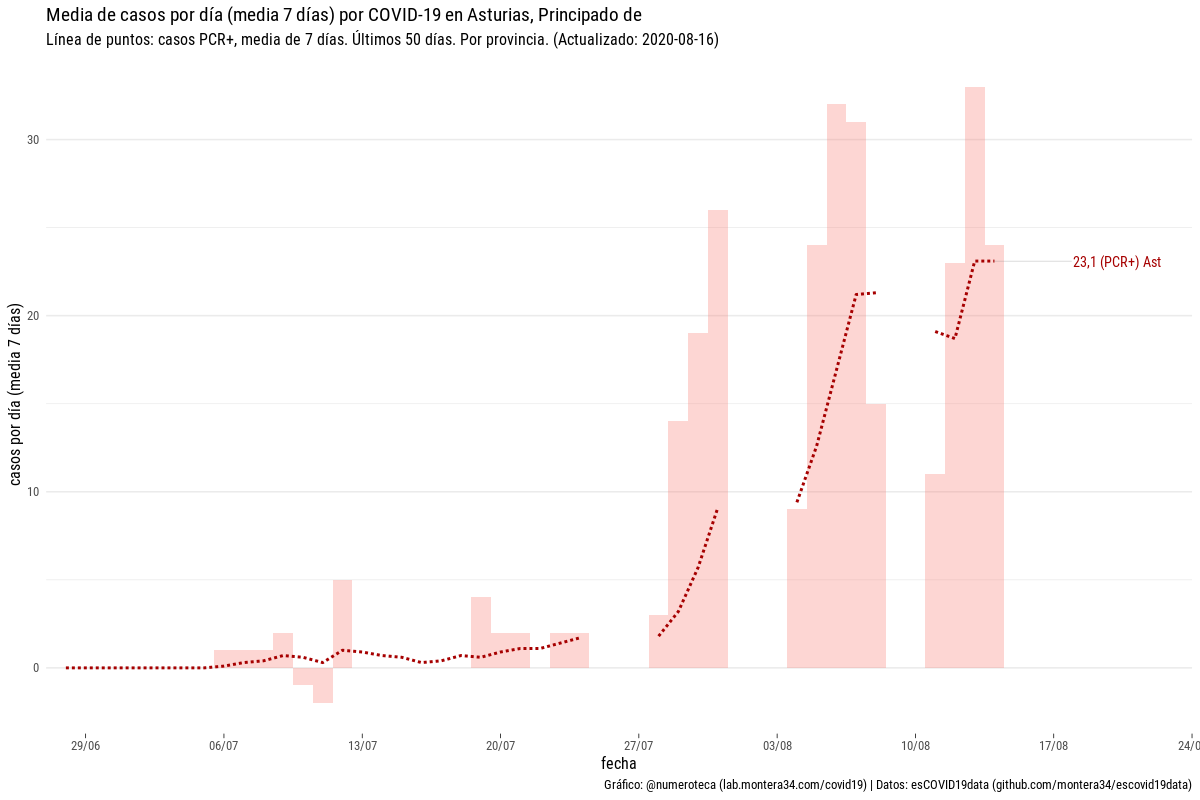 Media de casos por día (media 7 días) por COVID-19 en Asturias, Principado de
Línea de puntos: casos PCR+, media de 7 días. Últimos 50 días. Por provincia. (Actualizado: 2020-08-16)
casos por día (media 7 días)
30
20
10
0
23,1 (PCR+) Ast
29/06 06/07 13/07 20/07 27/07 03/08 10/08 17/08 24/0
fecha
Gráfico: @numeroteca (lab.montera34.com/covid19) | Datos: esCOVID19data (github.com/montera34/escovid19data)